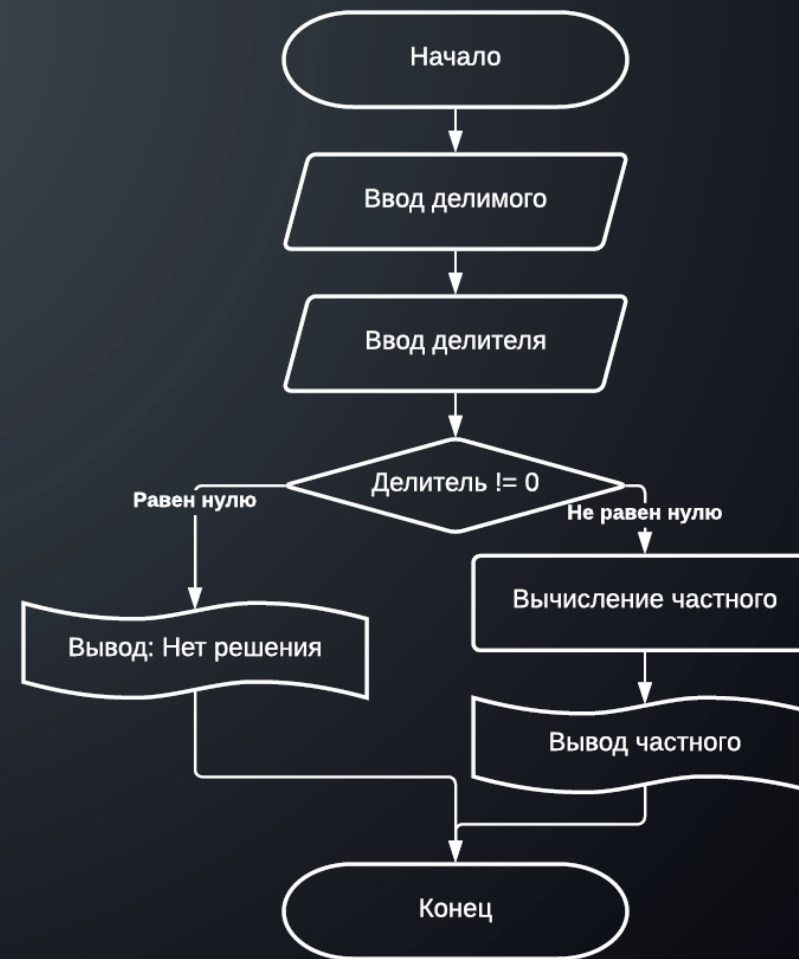 Начало
Ввод делимого
Ввод делителя
Делитель != 0
Равен нулю
Не равен нулю
Вычисление частного
Вывод: Нет решения
Вывод частного
Конец